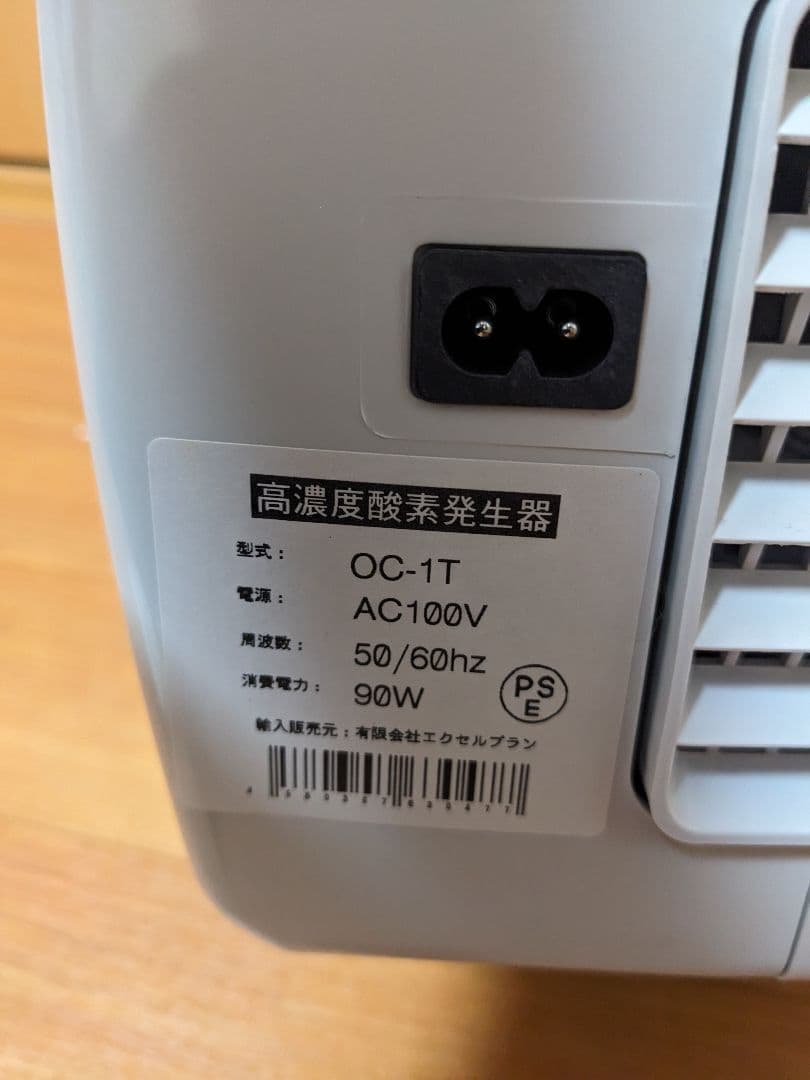 高濃度酸素発生器
型式： OC-1T
電源： AC100V
周波数： 50/60hz
消費電力： 90W
PS
E
輸入販売元：有限会社エクセルプラン